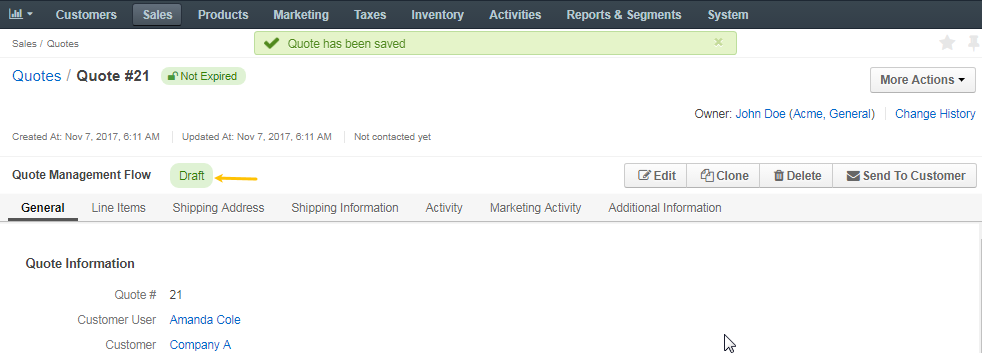 Customers Sales Products Marketing Taxes Inventory Activities Reports & Segments System
Sales / Quotes
Quote has been saved ×
Quotes / Quote #21 Not Expired
More Actions
Owner: John Doe (Acme, General) Change History
Created At: Nov 7, 2017, 6:11 AM Updated At: Nov 7, 2017, 6:11 AM Not contacted yet
Quote Management Flow Draft Edit Clone Delete Send To Customer
General Line Items Shipping Address Shipping Information Activity Marketing Activity Additional Information
Quote Information
Quote # 21
Customer User Amanda Cole
Customer Company A